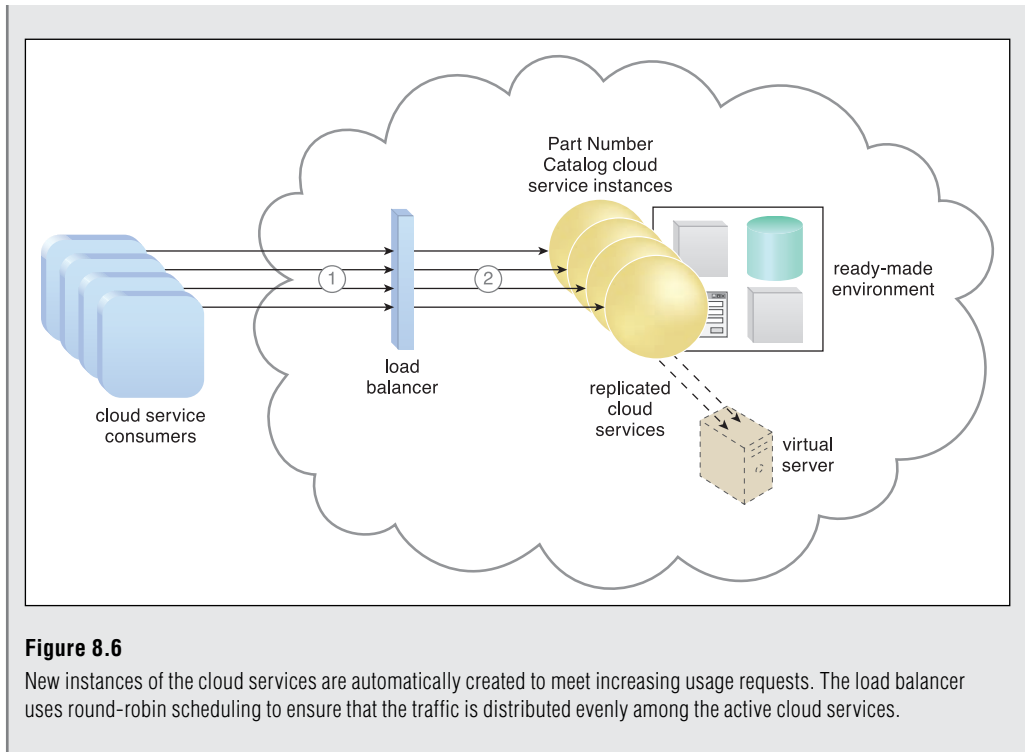 Part Number
Catalog cloud
service instances
ready-made
environment
1
2
load
balancer
cloud service
consumers
replicated
cloud
services
virtual
server
Figure 8.6
New instances of the cloud services are automatically created to meet increasing usage requests. The load balancer
uses round-robin scheduling to ensure that the traffic is distributed evenly among the active cloud services.